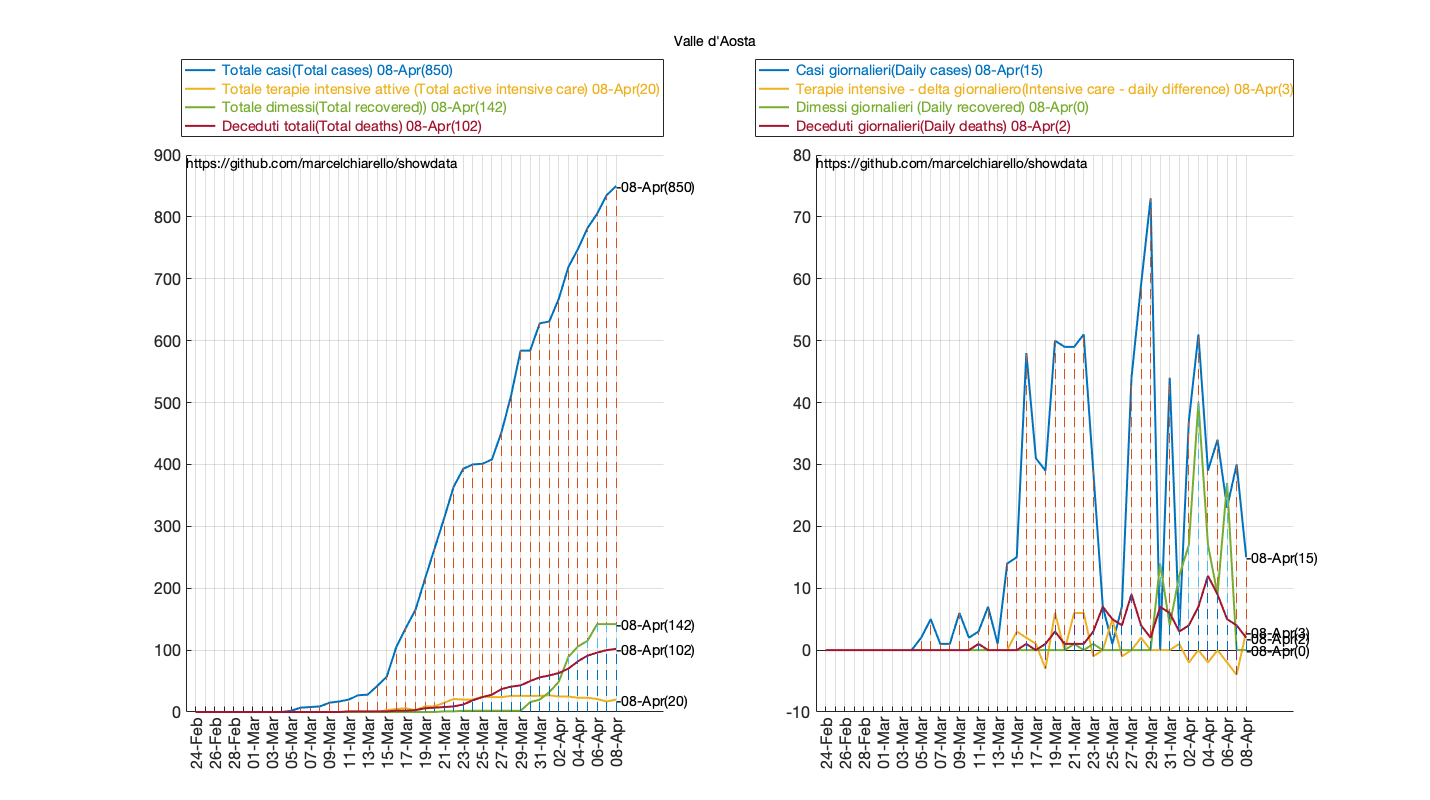 Valle d'Aosta
Totale casi(Total cases) 08-Apr(850)
Totale terapie intensive attive (Total active intensive care) 08-Apr(20)
Totale dimessi(Total recovered)) 08-Apr(142)
Deceduti totali(Total deaths) 08-Apr(102)
Casi giornalieri(Daily cases) 08-Apr(15)
Terapie intensive - delta giornaliero(Intensive care - daily difference) 08-Apr(3)
Dimessi giornalieri (Daily recovered) 08-Apr(0)
Deceduti giornalieri(Daily deaths) 08-Apr(2)
https://github.com/marcelchiarello/showdata
900
800
700
600
500
400
300
200
100
0
-08-Apr(850)
-08-Apr(142)
-08-Apr(102)
-08-Apr(20)
24-Feb
26-Feb
28-Feb
01-Mar
03-Mar
05-Mar
07-Mar
09-Mar
11-Mar
13-Mar
15-Mar
17-Mar
19-Mar
21-Mar
23-Mar
25-Mar
27-Mar
29-Mar
31-Mar
02-Apr
04-Apr
06-Apr
08-Apr
https://github.com/marcelchiarello/showdata
80
70
60
50
40
30
20
10
0
-10
-08-Apr(15)
-08-Apr(3)
-08-Apr(2)
-08-Apr(0)
24-Feb
26-Feb
28-Feb
01-Mar
03-Mar
05-Mar
07-Mar
09-Mar
11-Mar
13-Mar
15-Mar
17-Mar
19-Mar
21-Mar
23-Mar
25-Mar
27-Mar
29-Mar
31-Mar
02-Apr
04-Apr
06-Apr
08-Apr